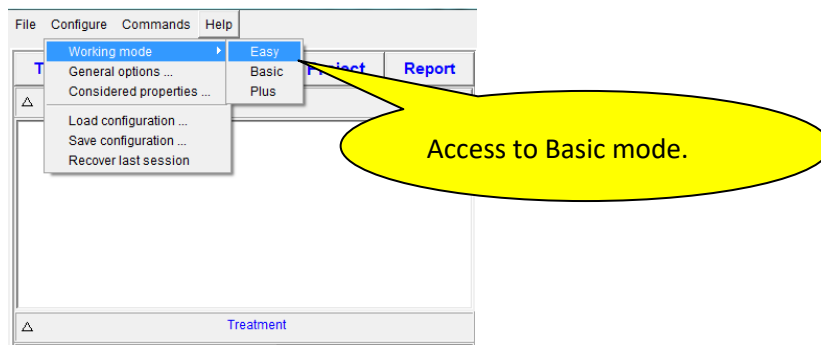 File Configure Commands Help
Working mode Easy
T Project Report
General options ... Basic
Considered properties ... Plus
Load configuration ...
Save configuration ...
Recover last session
Access to Basic mode.
Treatment